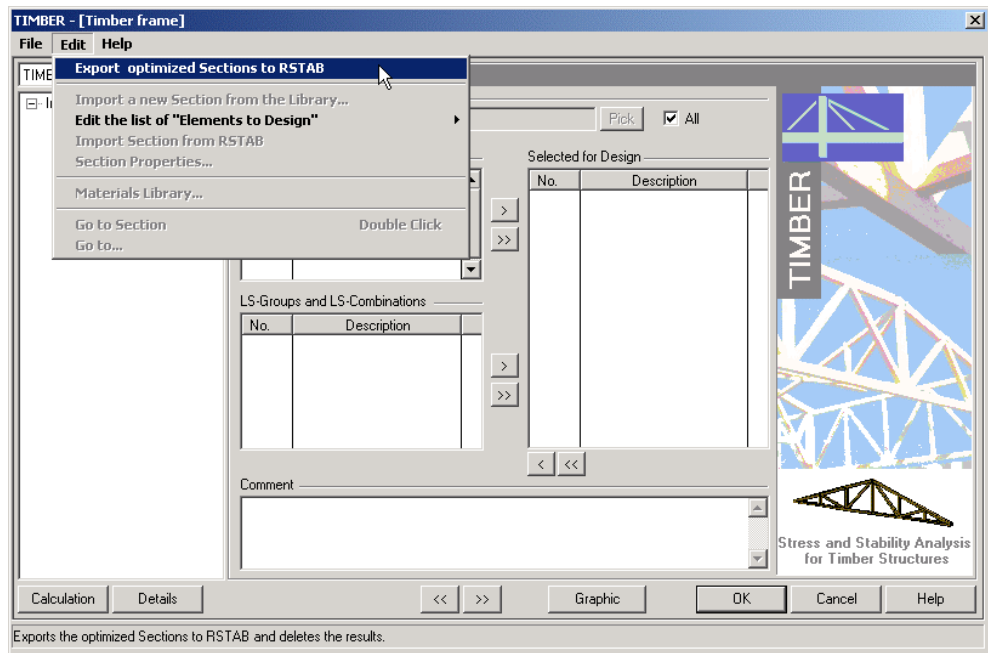 TIMBER - [Timber frame]
File Edit Help
TIME
Export optimized Sections to RSTAB
Import a new Section from the Library...
Edit the list of "Elements to Design"
Import Section from RSTAB
Section Properties...
Materials Library...
Go to Section Double Click
Go to...
Pick All
Selected for Design
No. Description
>
>>
LS-Groups and LS-Combinations
No. Description
>
>>
< <<
Comment
TIMBER
Stress and Stability Analysis
for Timber Structures
Calculation Details << >> Graphic OK Cancel Help
Exports the optimized Sections to RSTAB and deletes the results.